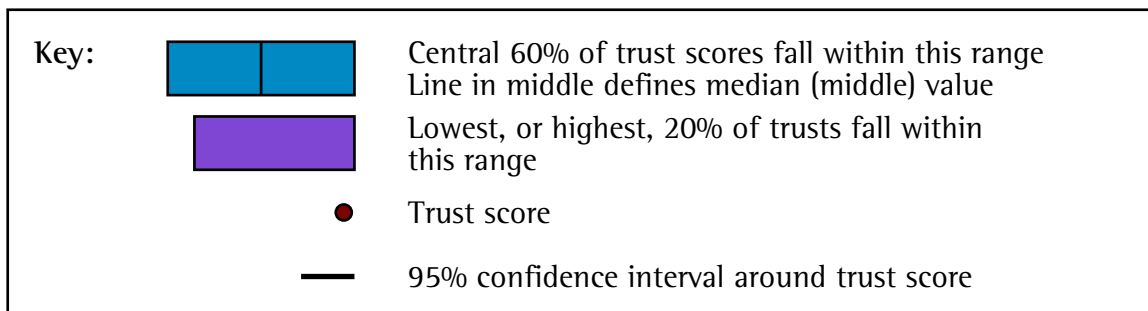 Key:
Central 60% of trust scores fall within this range
Line in middle defines median (middle) value
Lowest, or highest, 20% of trusts fall within
this range
Trust score
95% confidence interval around trust score